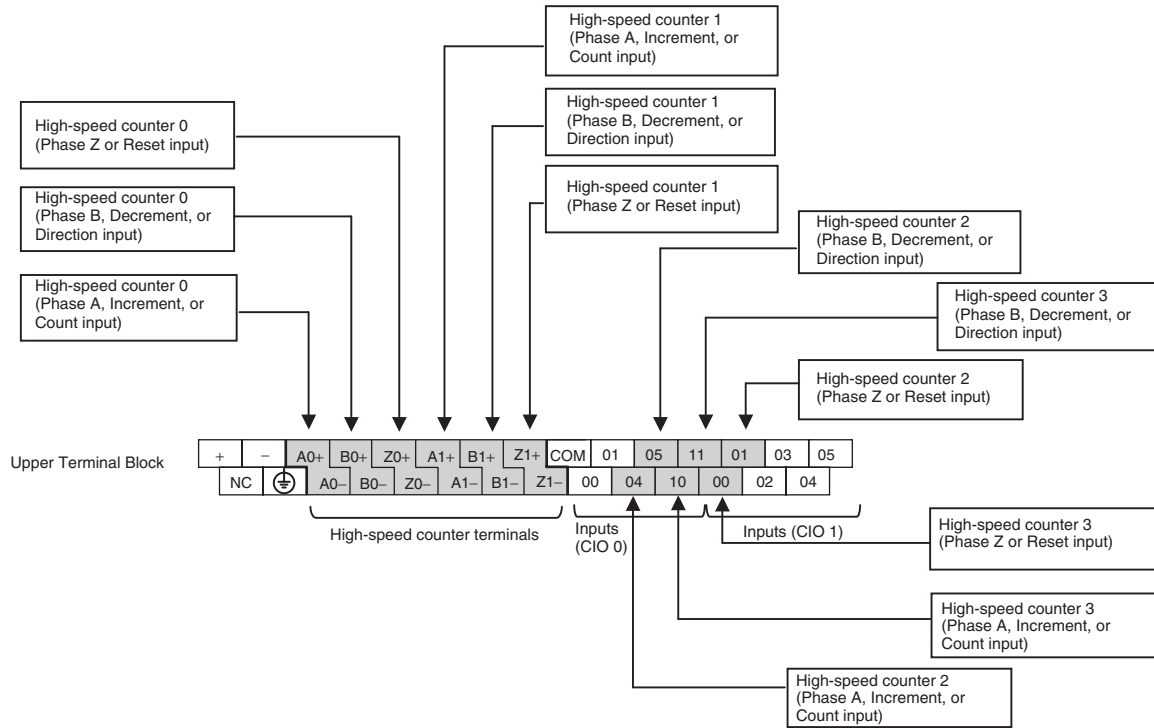 High-speed counter 1
(Phase A, Increment, or
Count input)
High-speed counter 0
(Phase Z or Reset input)
High-speed counter 1
(Phase B, Decrement, or
Direction input)
High-speed counter 0
(Phase B, Decrement, or
Direction input)
High-speed counter 1
(Phase Z or Reset input)
High-speed counter 2
(Phase B, Decrement, or
Direction input)
High-speed counter 0
(Phase A, Increment, or
Count input)
High-speed counter 3
(Phase B, Decrement, or
Direction input)
High-speed counter 2
(Phase Z or Reset input)
Upper Terminal Block
+ − A0+ B0+ Z0+ A1+ B1+ Z1+ COM 01 05 11 01 03 05
NC A0− B0− Z0− A1− B1− Z1− 00 04 10 00 02 04
High-speed counter terminals
Inputs
(CIO 0)
Inputs (CIO 1)
High-speed counter 3
(Phase Z or Reset input)
High-speed counter 3
(Phase A, Increment, or
Count input)
High-speed counter 2
(Phase A, Increment, or
Count input)